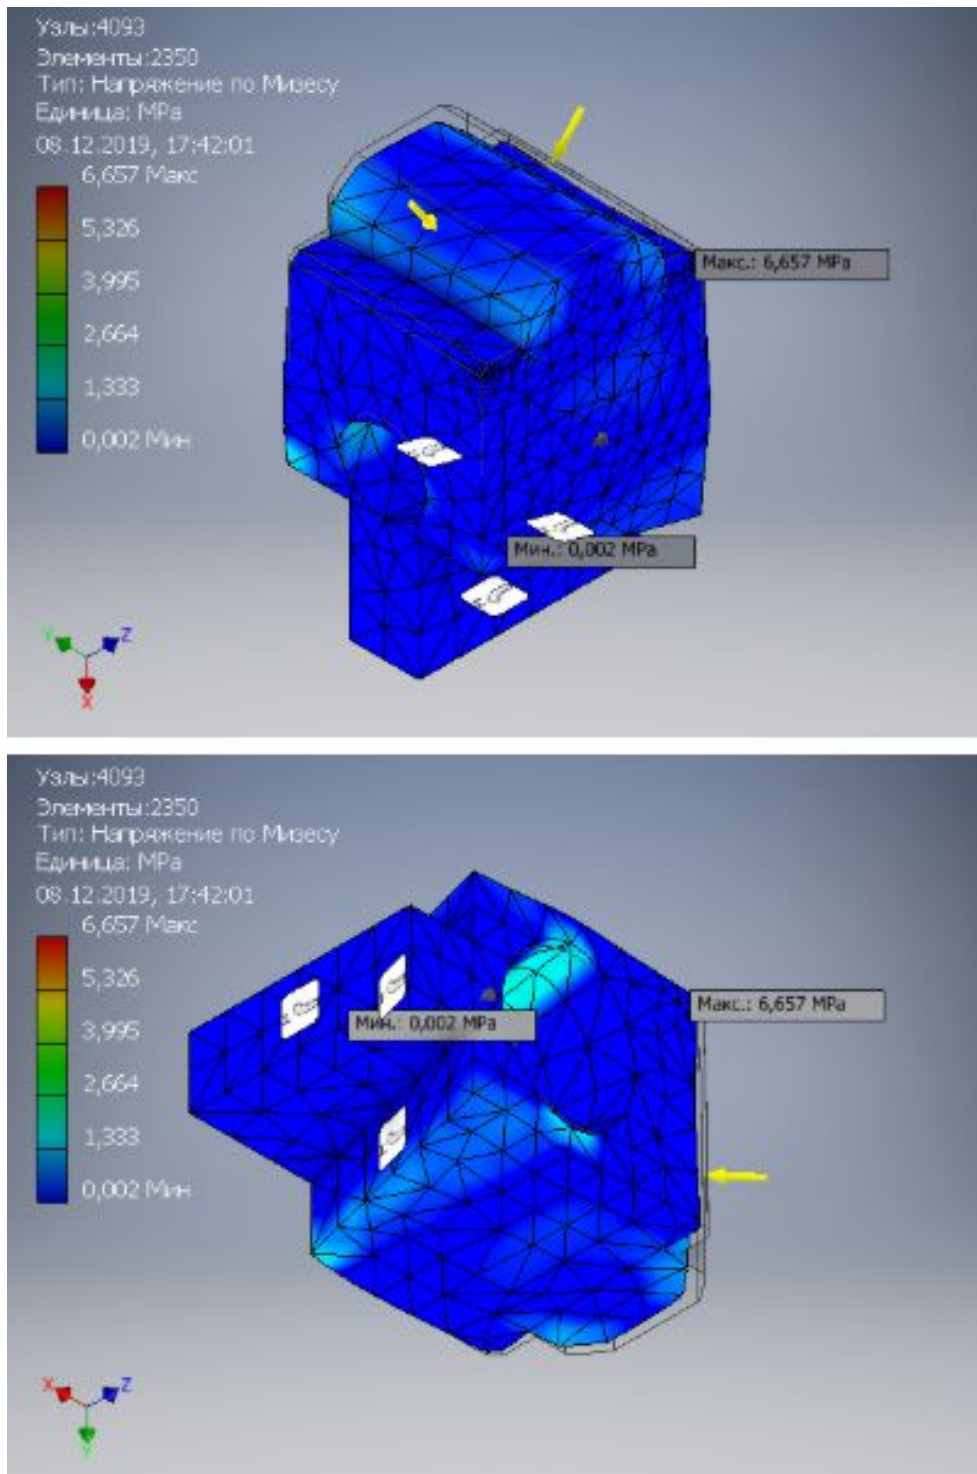 Узлы:4093
Элементы:2350
Тип: Напряжение по Мизесу
Единица: MPa
08.12.2019, 17:42:01
6,657 Макс
5,326
3,995
2,664
1,333
0,002 Мин
Макс.: 6,657 MPa
Мин.: 0,002 MPa
Y
Z
X
Узлы:4093
Элементы:2350
Тип: Напряжение по Мизесу
Единица: MPa
08.12.2019, 17:42:01
6,657 Макс
5,326
3,995
2,664
1,333
0,002 Мин
Макс.: 6,657 MPa
Мин.: 0,002 MPa
X
Z
Y